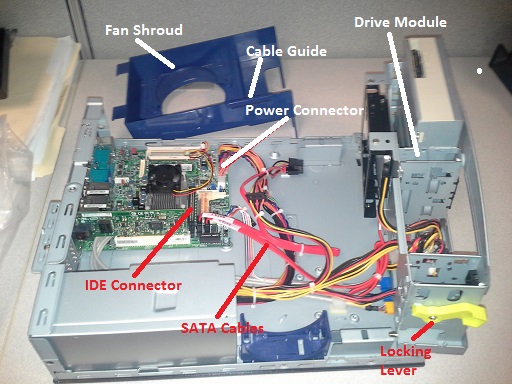 Fan Shroud
Drive Module
Cable Guide
Power Connector
IDE Connector
SATA Cables
Locking
Lever